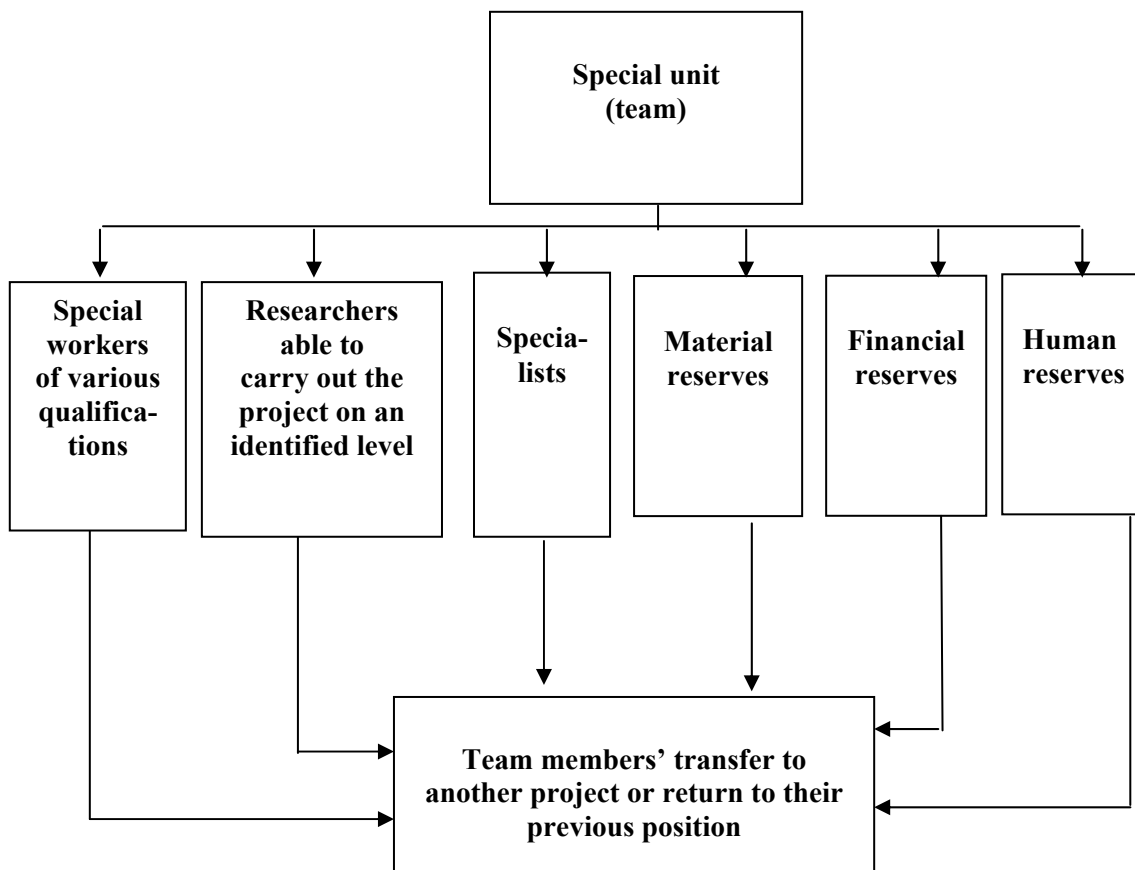 Special unit
(team)
Special
workers
of various
qualifica-
tions
Researchers
able to
carry out the
project on an
identified level
Specia-
lists
Material
reserves
Financial
reserves
Human
reserves
Team members’ transfer to
another project or return to their
previous position